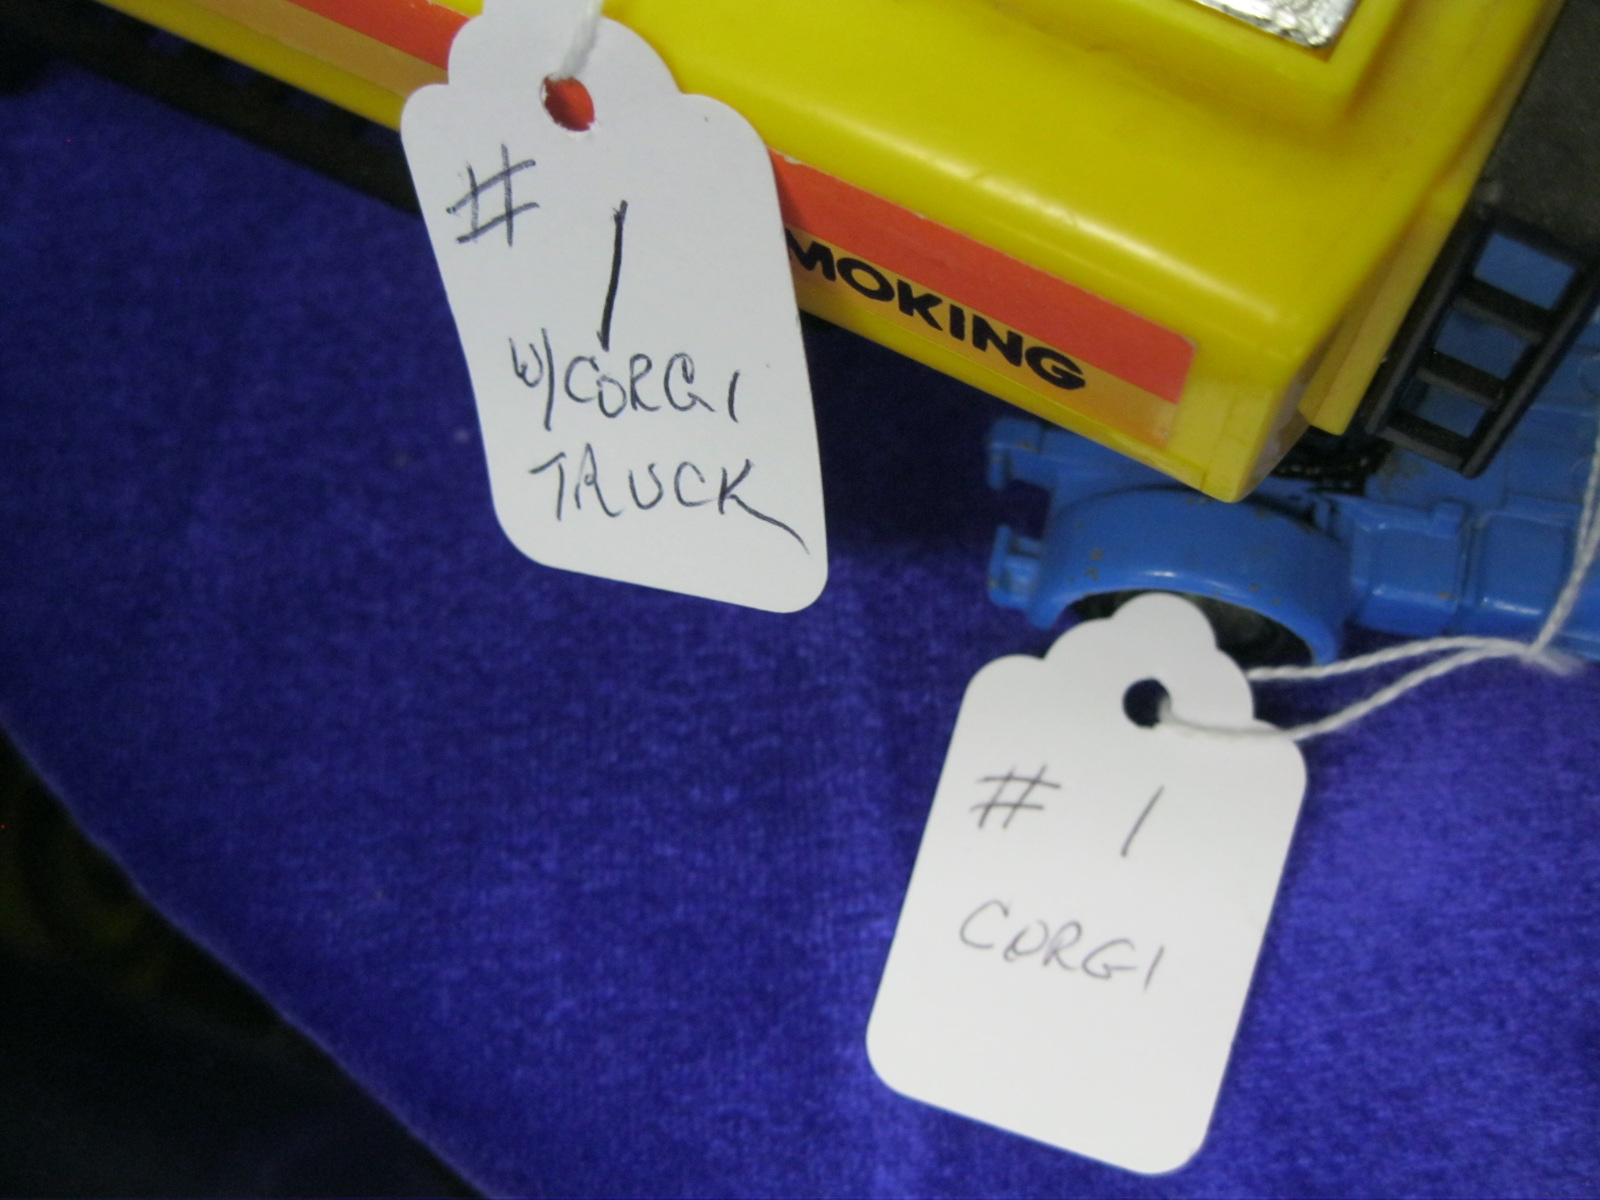 # 1
W/CORGI
TRUCK
MOKING
# 1
CORGI